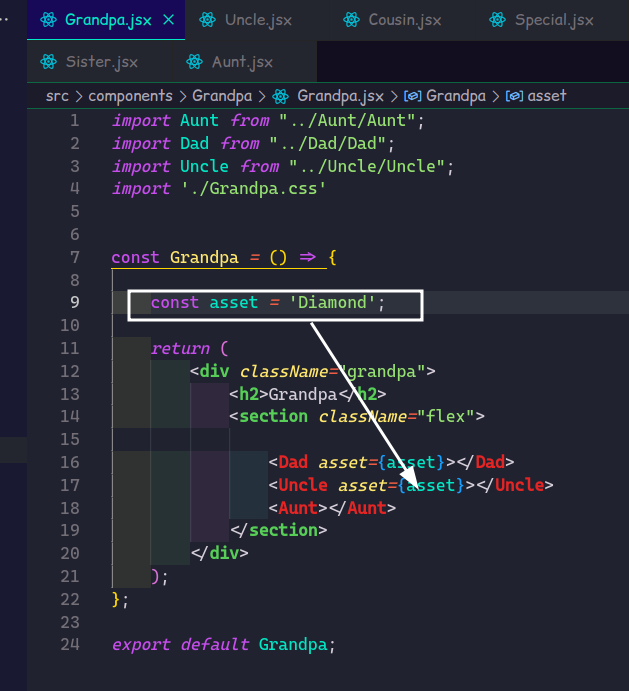 Grandpa.jsx × Uncle.jsx Cousin.jsx Special.jsx
Sister.jsx Aunt.jsx
src > components > Grandpa > Grandpa.jsx > Grandpa > asset
1 import Aunt from "../Aunt/Aunt";
2 import Dad from "../Dad/Dad";
3 import Uncle from "../Uncle/Uncle";
4 import './Grandpa.css'
5
6
7 const Grandpa = () => {
8
9 const asset = 'Diamond';
10
11 return (
12 <div className="grandpa">
13 <h2>Grandpa</h2>
14 <section className="flex">
15
16 <Dad asset={asset}></Dad>
17 <Uncle asset={asset}></Uncle>
18 <Aunt></Aunt>
19 </section>
20 </div>
21 );
22 };
23
24 export default Grandpa;